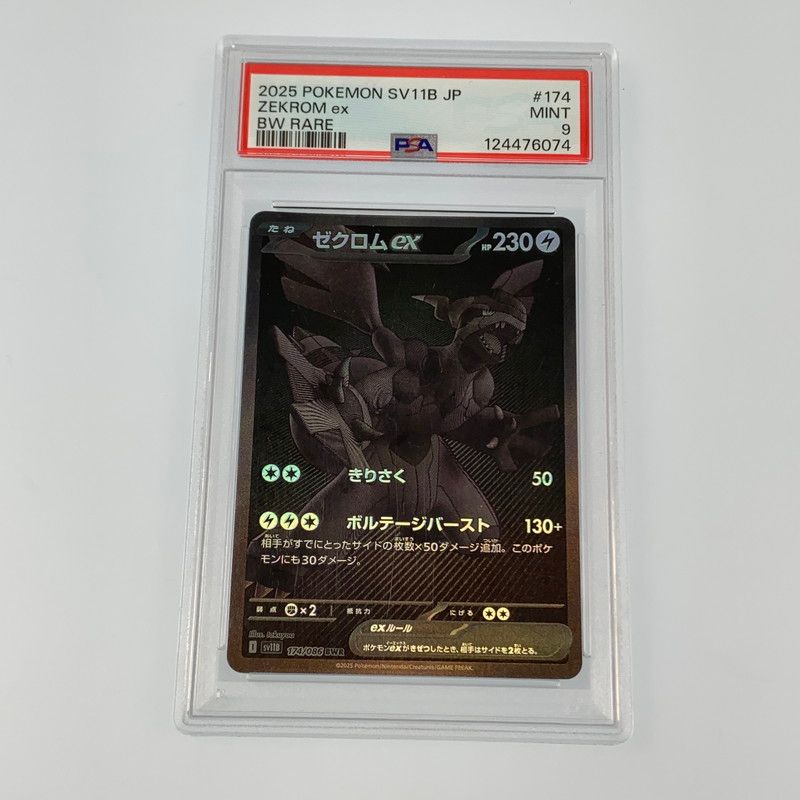 2025 POKEMON SV11B JP #174
ZEKROM ex MINT
BW RARE 9
PSA 124476074
たね ゼクロムex HP230
きりさく 50
ボルテージバースト 130+
相手がすでにとったサイドの枚数×50ダメージ追加。このポケ
モンにも30ダメージ。
弱点 ×2 抵抗力 にげる
exルール
ポケモンexがきぜつしたとき、相手はサイドを2枚とる。
Illus. takuyoa
I sv11B 174/086 BWR
©2025 Pokémon/Nintendo/Creatures/GAME FREAK.